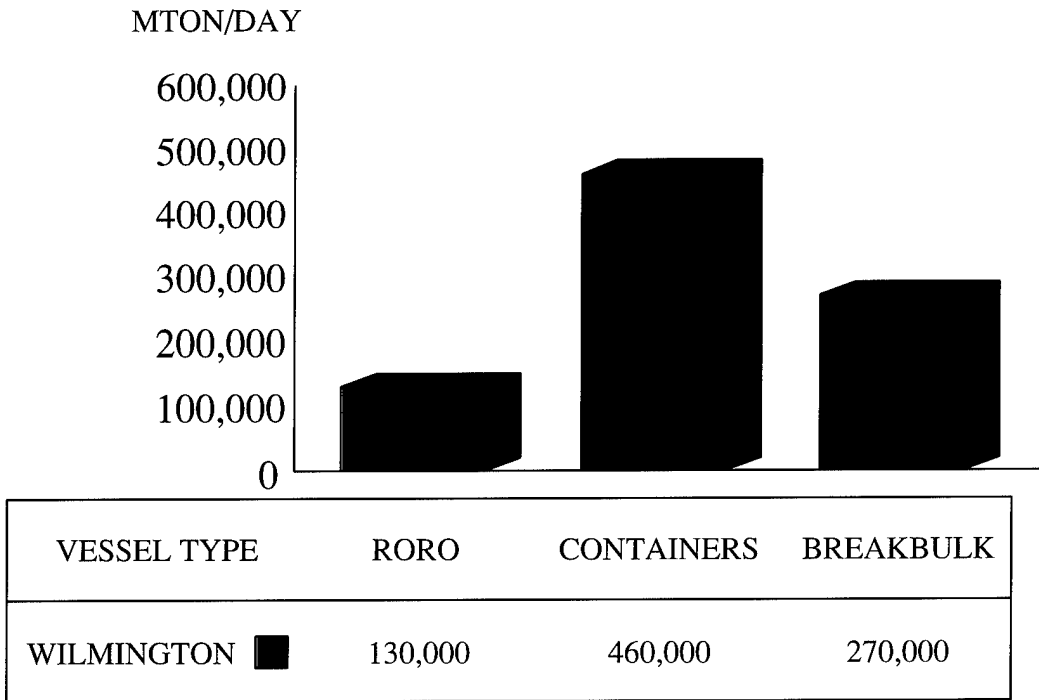 MTON/DAY
600,000
500,000
400,000
300,000
200,000
100,000
0
VESSEL TYPE RORO CONTAINERS BREAKBULK
WILMINGTON 130,000 460,000 270,000